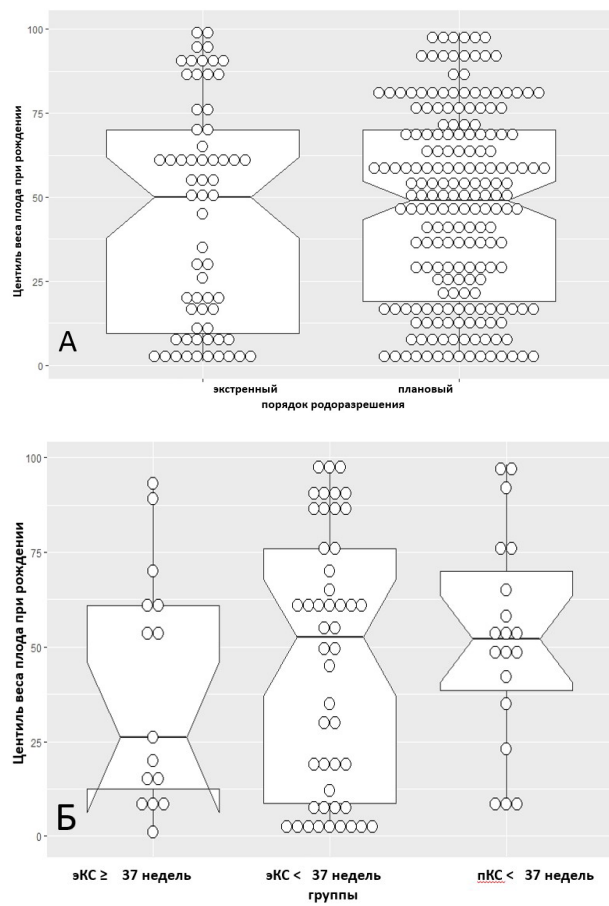 Центиль веса плода при рождении
100
75
50
25
0
А
экстренный
плановый
порядок родоразрешения
Центиль веса плода при рождении
100
75
50
25
0
Б
эКС ≥ 37 недель
эКС < 37 недель
пКС < 37 недель
группы